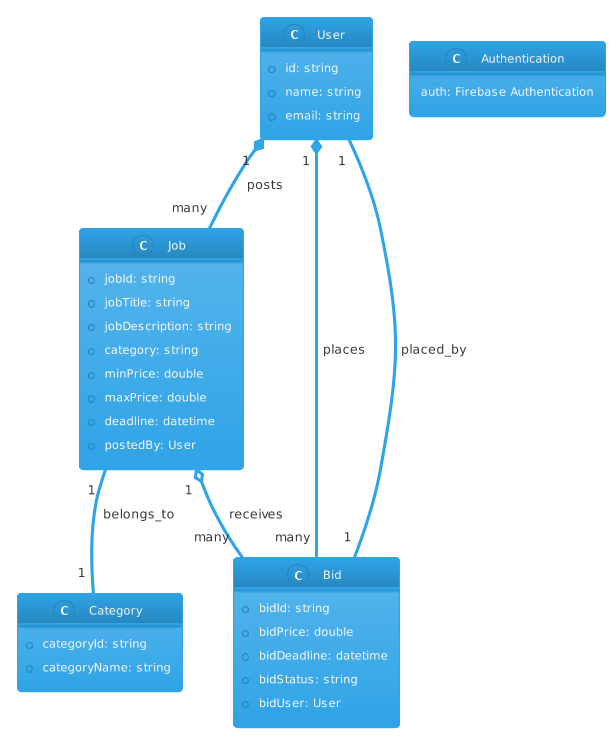 C User
id: string
name: string
email: string
C Authentication
auth: Firebase Authentication
1
1
1
posts
many
C Job
jobId: string
jobTitle: string
jobDescription: string
category: string
minPrice: double
maxPrice: double
deadline: datetime
postedBy: User
places
placed_by
1
1
belongs_to
receives
many
many
1
1
C Category
categoryId: string
categoryName: string
C Bid
bidId: string
bidPrice: double
bidDeadline: datetime
bidStatus: string
bidUser: User